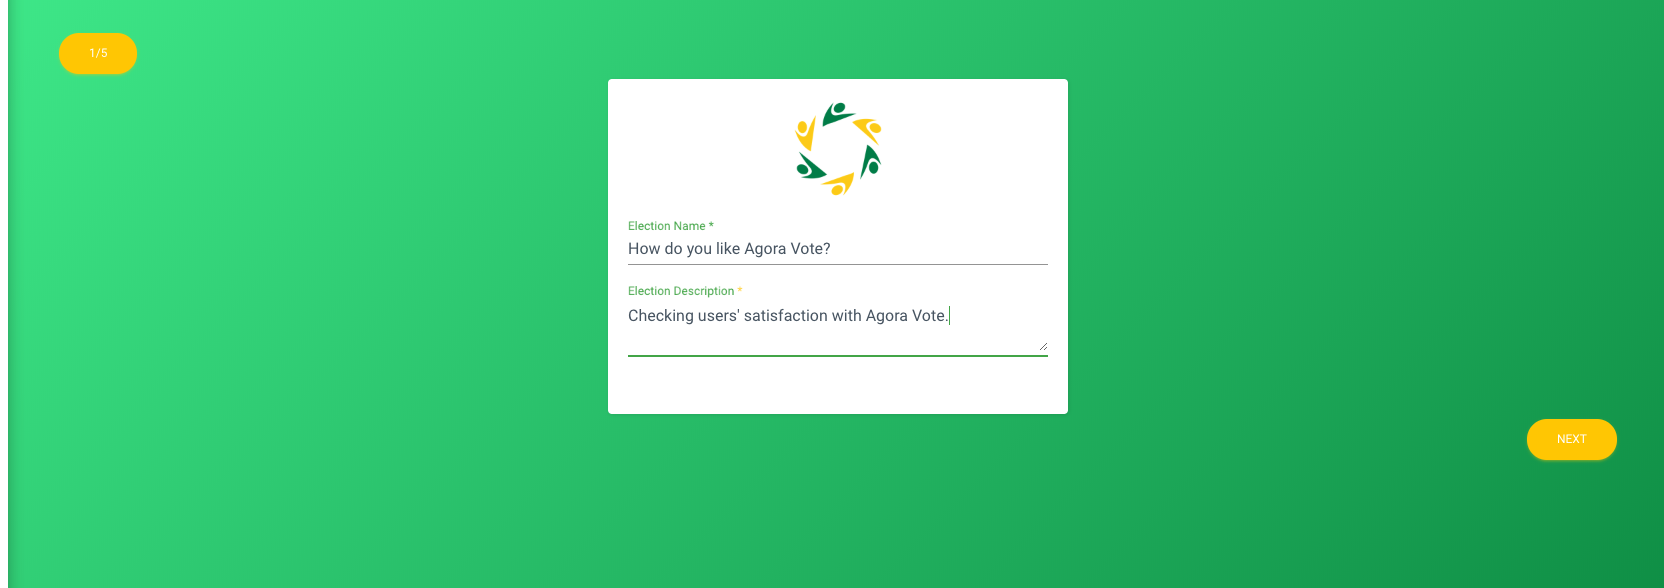 1/5
Election Name *
How do you like Agora Vote?
Election Description *
Checking users' satisfaction with Agora Vote.
NEXT